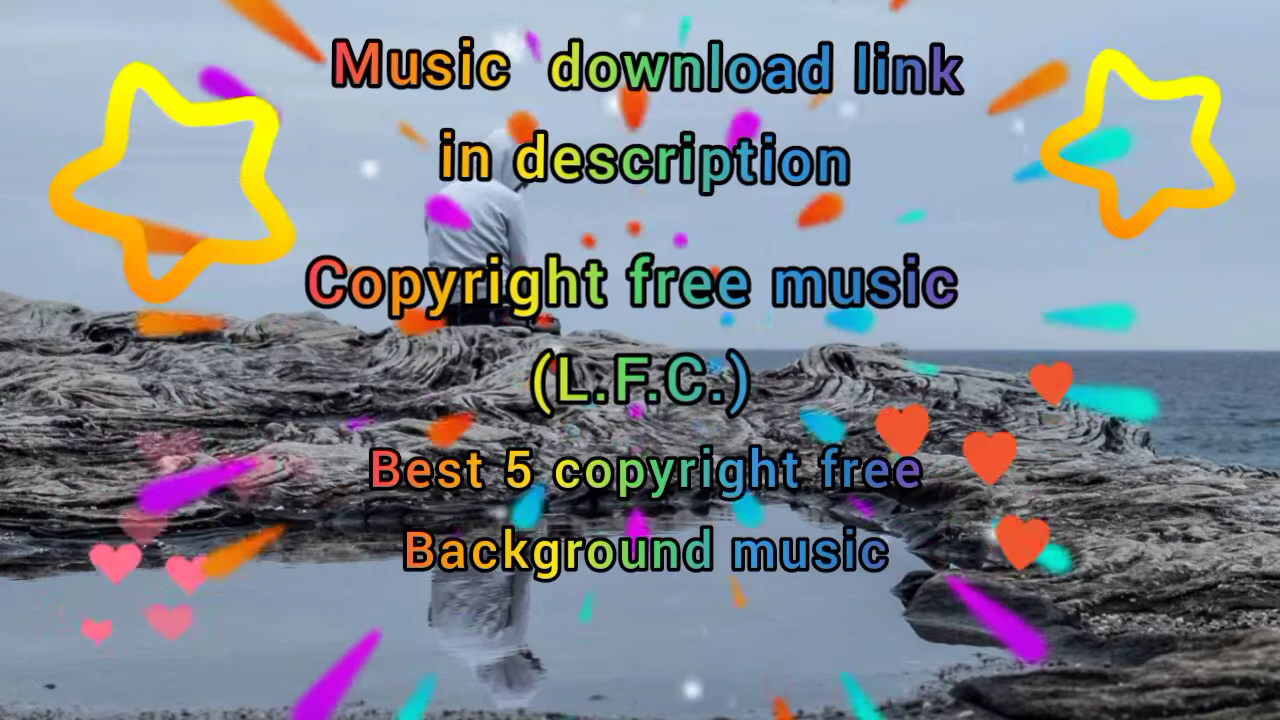 Music download link
in description
Copyright free music
(L.F.C.)
Best 5 copyright free
Background music